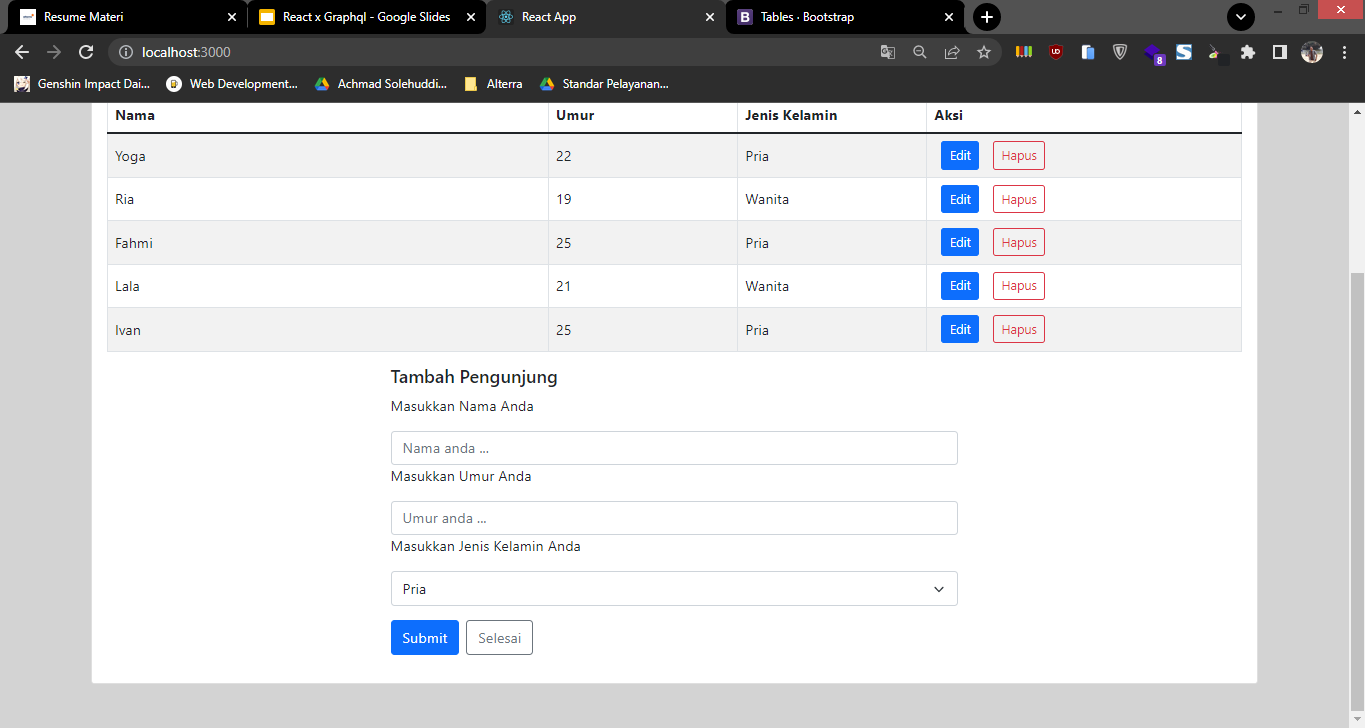 Resume Materi
React x Graphql - Google Slides
React App
B Tables · Bootstrap
localhost:3000
UD
8
S
Genshin Impact Dai...
Web Development...
Achmad Solehuddi...
Alterra
Standar Pelayanan...
Nama Umur Jenis Kelamin Aksi
Yoga 22 Pria Edit Hapus
Ria 19 Wanita Edit Hapus
Fahmi 25 Pria Edit Hapus
Lala 21 Wanita Edit Hapus
Ivan 25 Pria Edit Hapus
Tambah Pengunjung
Masukkan Nama Anda
Nama anda ...
Masukkan Umur Anda
Umur anda ...
Masukkan Jenis Kelamin Anda
Pria
Submit Selesai